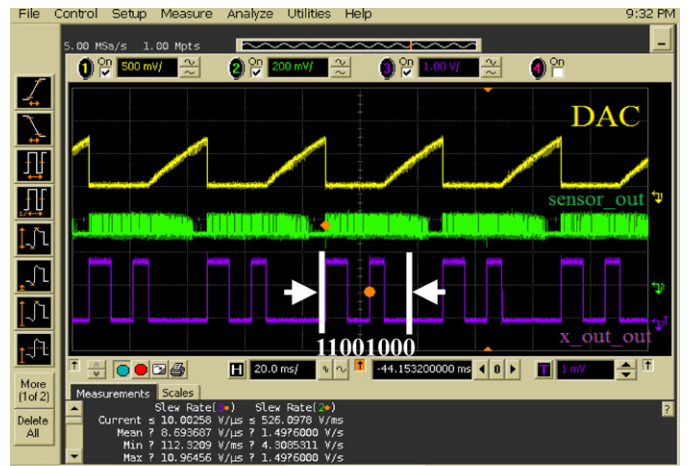 File Control Setup Measure Analyze Utilities Help 9:32 PM
5.00 MSa/s 1.00 Mpts
1 On 500 mV/ 2 On 200 mV/ 3 On 1.00 V/ 4 On
DAC
sensor_out
x_out_out
11001000
H 20.0 ms/ -44.153200000 ms 0 T 1 mV
More
(1of 2)
Delete
All
Measurements Scales
Slew Rate(3) Slew Rate(2)
Current ≤ 10.00258 V/µs ≤ 526.0978 V/ms
Mean ? 8.693687 V/µs ? 1.4976000 V/s
Min ? 112.3209 V/ms ? 4.3085311 V/s
Max ? 10.96456 V/µs ? 1.4976000 V/s